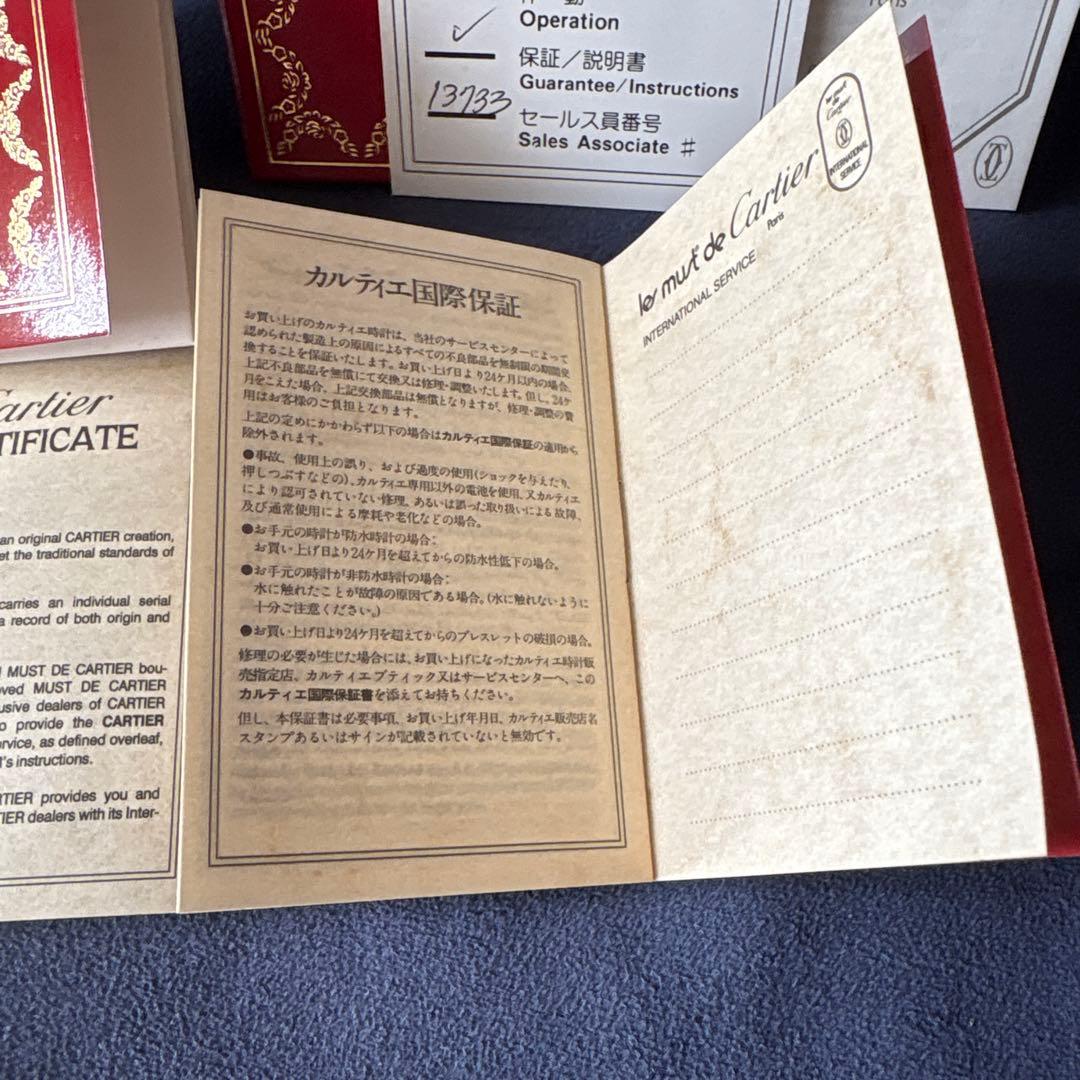 作動
Operation
保証／説明書
Guarantee/Instructions
13733
セールス員番号
Sales Associate #
Paris
Cartier
TIFICATE
an original CARTIER creation,
et the traditional standards of
carries an individual serial
a record of both origin and
MUST DE CARTIER bou-
ved MUST DE CARTIER
usive dealers of CARTIER
o provide the CARTIER
ervice, as defined overleaf,
l's instructions.
RTIER provides you and
TIER dealers with its Inter-
カルティエ国際保証
お買い上げのカルティエ時計は、当社のサービスセンターによって
認められた製造上の原因によるすべての不良部品を無制限の期間交
換することを保証いたします。お買い上げ日より24ケ月以内の場合、
上記不良部品を無償にて交換又は修理・調整いたします。但し、24ケ
月をこえた場合、上記交換部品は無償となりますが、修理・調整の費
用はお客様のご負担となります。
上記の定めにかかわらず以下の場合はカルティエ国際保証の適用から
除外されます。
●事故、使用上の誤り、および過度の使用(ショックを与えたり、
押しつぶすなどの)、カルティエ専用以外の電池を使用、又カルティエ
により認可されていない修理、あるいは誤った取り扱いによる故障、
及び通常使用による摩耗や老化などの場合。
●お手元の時計が防水時計の場合：
お買い上げ日より24ケ月を超えてからの防水性低下の場合。
●お手元の時計が非防水時計の場合：
水に触れたことが故障の原因である場合。(水に触れないように
十分ご注意ください。)
●お買い上げ日より24ケ月を超えてからのブレスレットの破損の場合。
修理の必要が生じた場合には、お買い上げになったカルティエ時計販
売指定店、カルティエ ブティック又はサービスセンターへ、この
カルティエ国際保証書を添えてお持ちください。
但し、本保証書は必要事項、お買い上げ年月日、カルティエ販売店名
スタンプあるいはサインが記載されていないと無効です。
les must de Cartier
Paris
INTERNATIONAL SERVICE
les must
de
Cartier
INTERNATIONAL
SERVICE